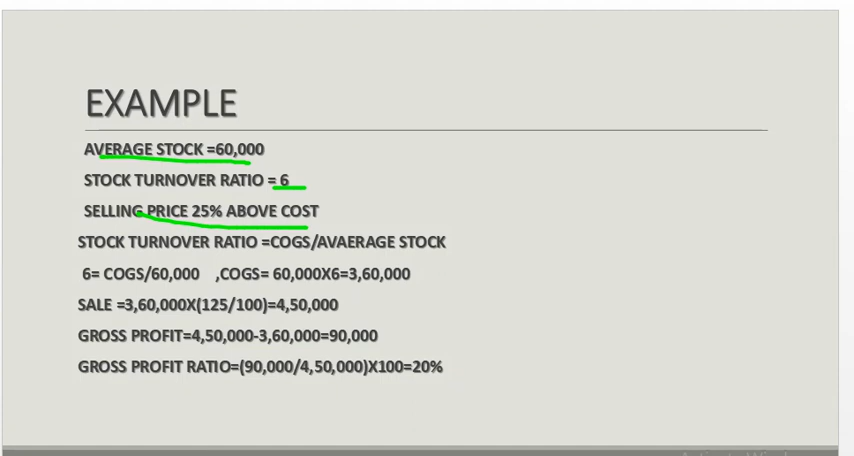 EXAMPLE
AVERAGE STOCK =60,000
STOCK TURNOVER RATIO = 6
SELLING PRICE 25% ABOVE COST
STOCK TURNOVER RATIO =COGS/AVAERAGE STOCK
6= COGS/60,000 ,COGS= 60,000X6=3,60,000
SALE =3,60,000X(125/100)=4,50,000
GROSS PROFIT=4,50,000-3,60,000=90,000
GROSS PROFIT RATIO=(90,000/4,50,000)X100=20%